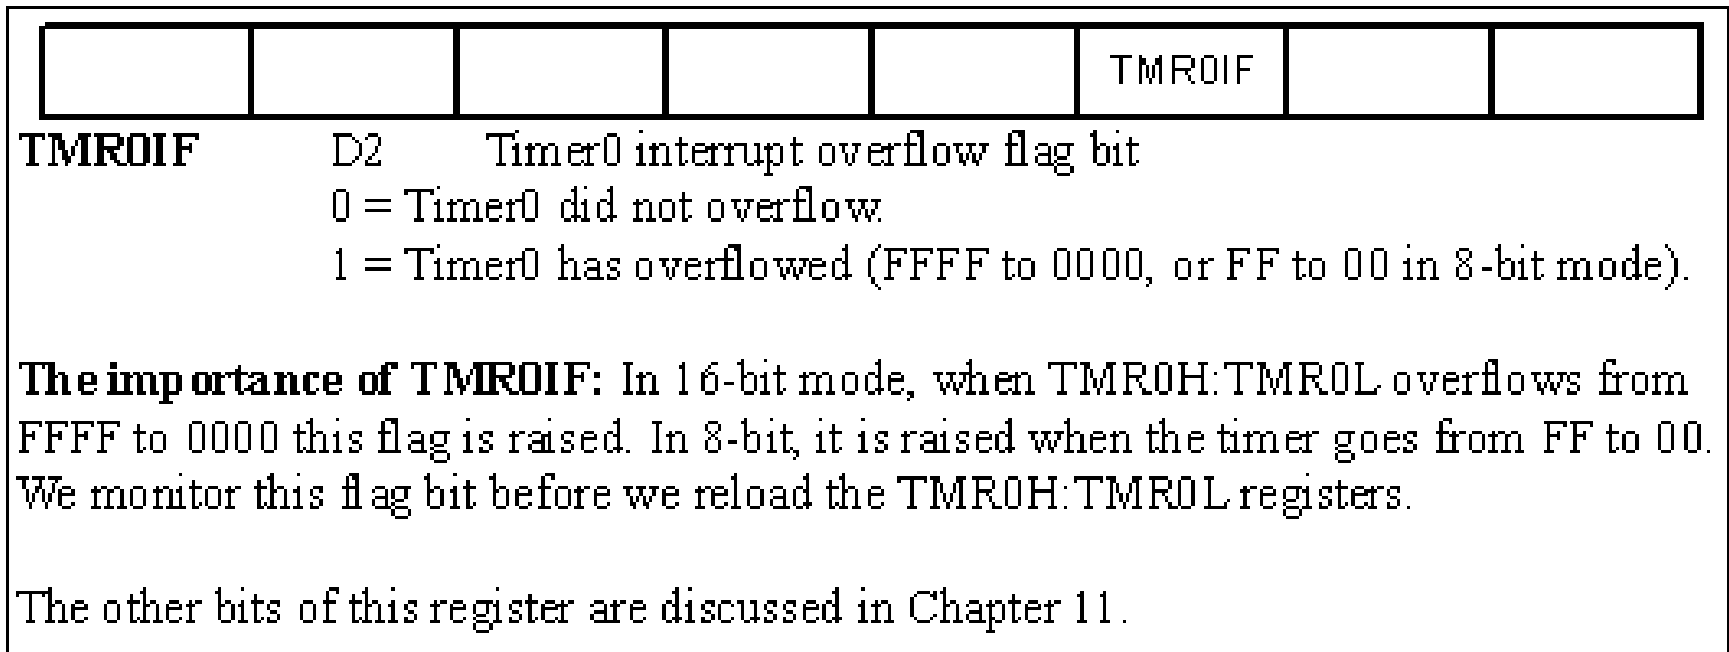 TMR0IF
TMR0IF D2 Timer0 interrupt overflow flag bit
0 = Timer0 did not overflow.
1 = Timer0 has overflowed (FFFF to 0000, or FF to 00 in 8-bit mode).
The importance of TMR0IF: In 16-bit mode, when TMR0H:TMR0L overflows from
FFFF to 0000 this flag is raised. In 8-bit, it is raised when the timer goes from FF to 00.
We monitor this flag bit before we reload the TMR0H:TMR0L registers.
The other bits of this register are discussed in Chapter 11.